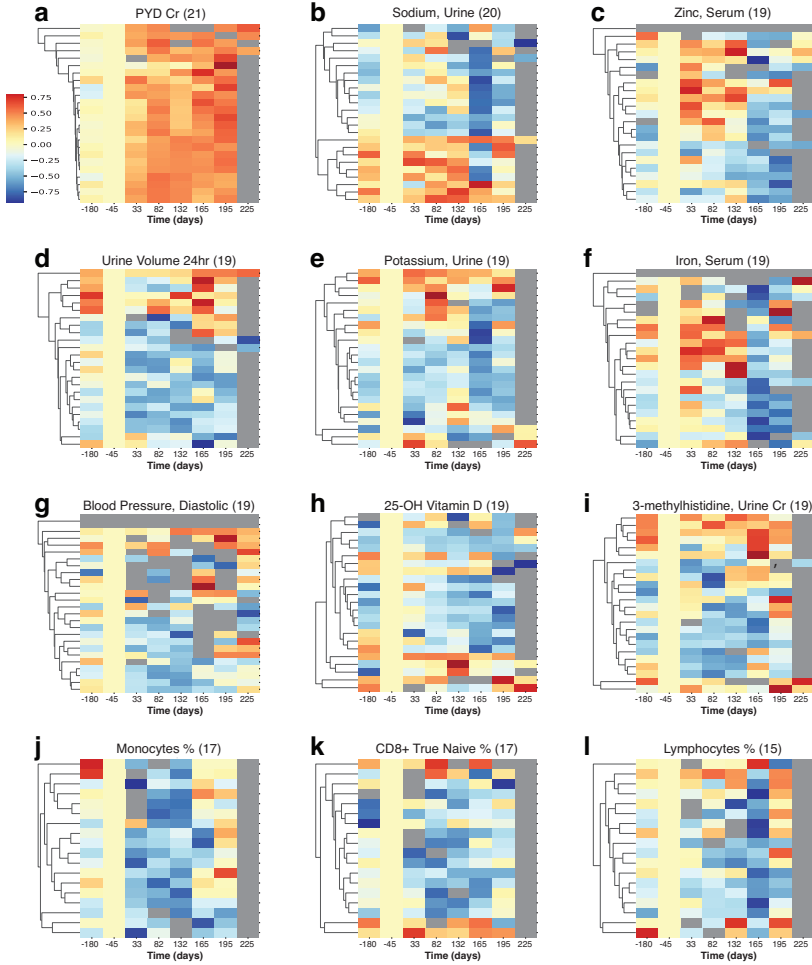 a PYD Cr (21)
b Sodium, Urine (20)
c Zinc, Serum (19)
0.75
0.50
0.25
0.00
−0.25
−0.50
−0.75
-180 -45 33 82 132 165 195 225
Time (days)
-180 -45 33 82 132 165 195 225
Time (days)
-180 -45 33 82 132 165 195 225
Time (days)
d Urine Volume 24hr (19)
e Potassium, Urine (19)
f Iron, Serum (19)
-180 -45 33 82 132 165 195 225
Time (days)
-180 -45 33 82 132 165 195 225
Time (days)
-180 -45 33 82 132 165 195 225
Time (days)
g Blood Pressure, Diastolic (19)
h 25-OH Vitamin D (19)
i 3-methylhistidine, Urine Cr (19)
-180 -45 33 82 132 165 195 225
Time (days)
-180 -45 33 82 132 165 195 225
Time (days)
-180 -45 33 82 132 165 195 225
Time (days)
j Monocytes % (17)
k CD8+ True Naive % (17)
l Lymphocytes % (15)
-180 -45 33 82 132 165 195 225
Time (days)
-180 -45 33 82 132 165 195 225
Time (days)
-180 -45 33 82 132 165 195 225
Time (days)